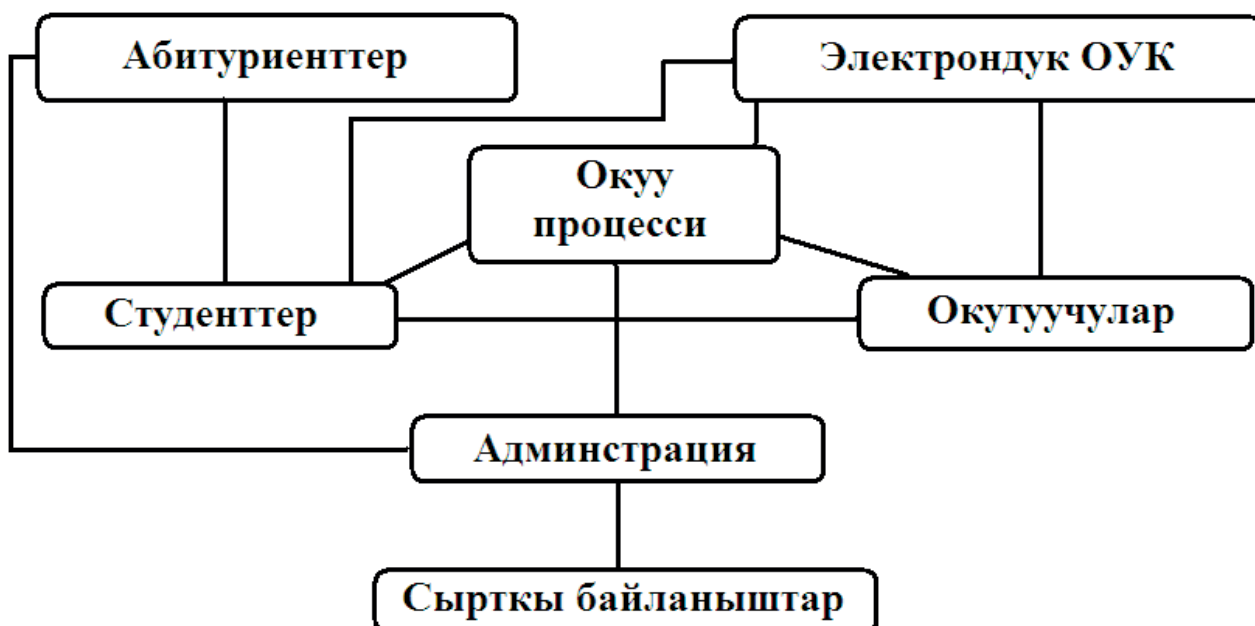 Абитуриенттер
Электрондук ОУК
Окуу
процесси
Студенттер
Окутуучулар
Админстрация
Сырткы байланыштар